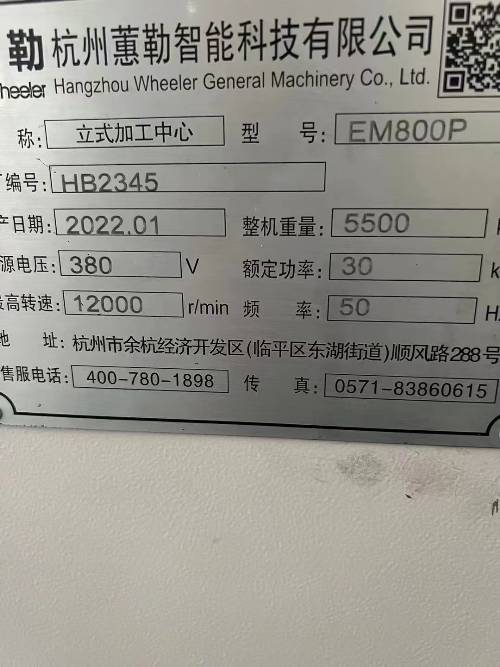 勒 杭州蕙勒智能科技有限公司
heeler Hangzhou Wheeler General Machinery Co., Ltd.
称: 立式加工中心 型 号: EM800P
编号: HB2345
产日期: 2022.01 整机重量: 5500
源电压: 380 V 额定功率: 30 k
最高转速: 12000 r/min 频 率: 50 H
地 址: 杭州市余杭经济开发区(临平区东湖街道)顺风路288号
售服电话: 400-780-1898 传 真: 0571-83860615